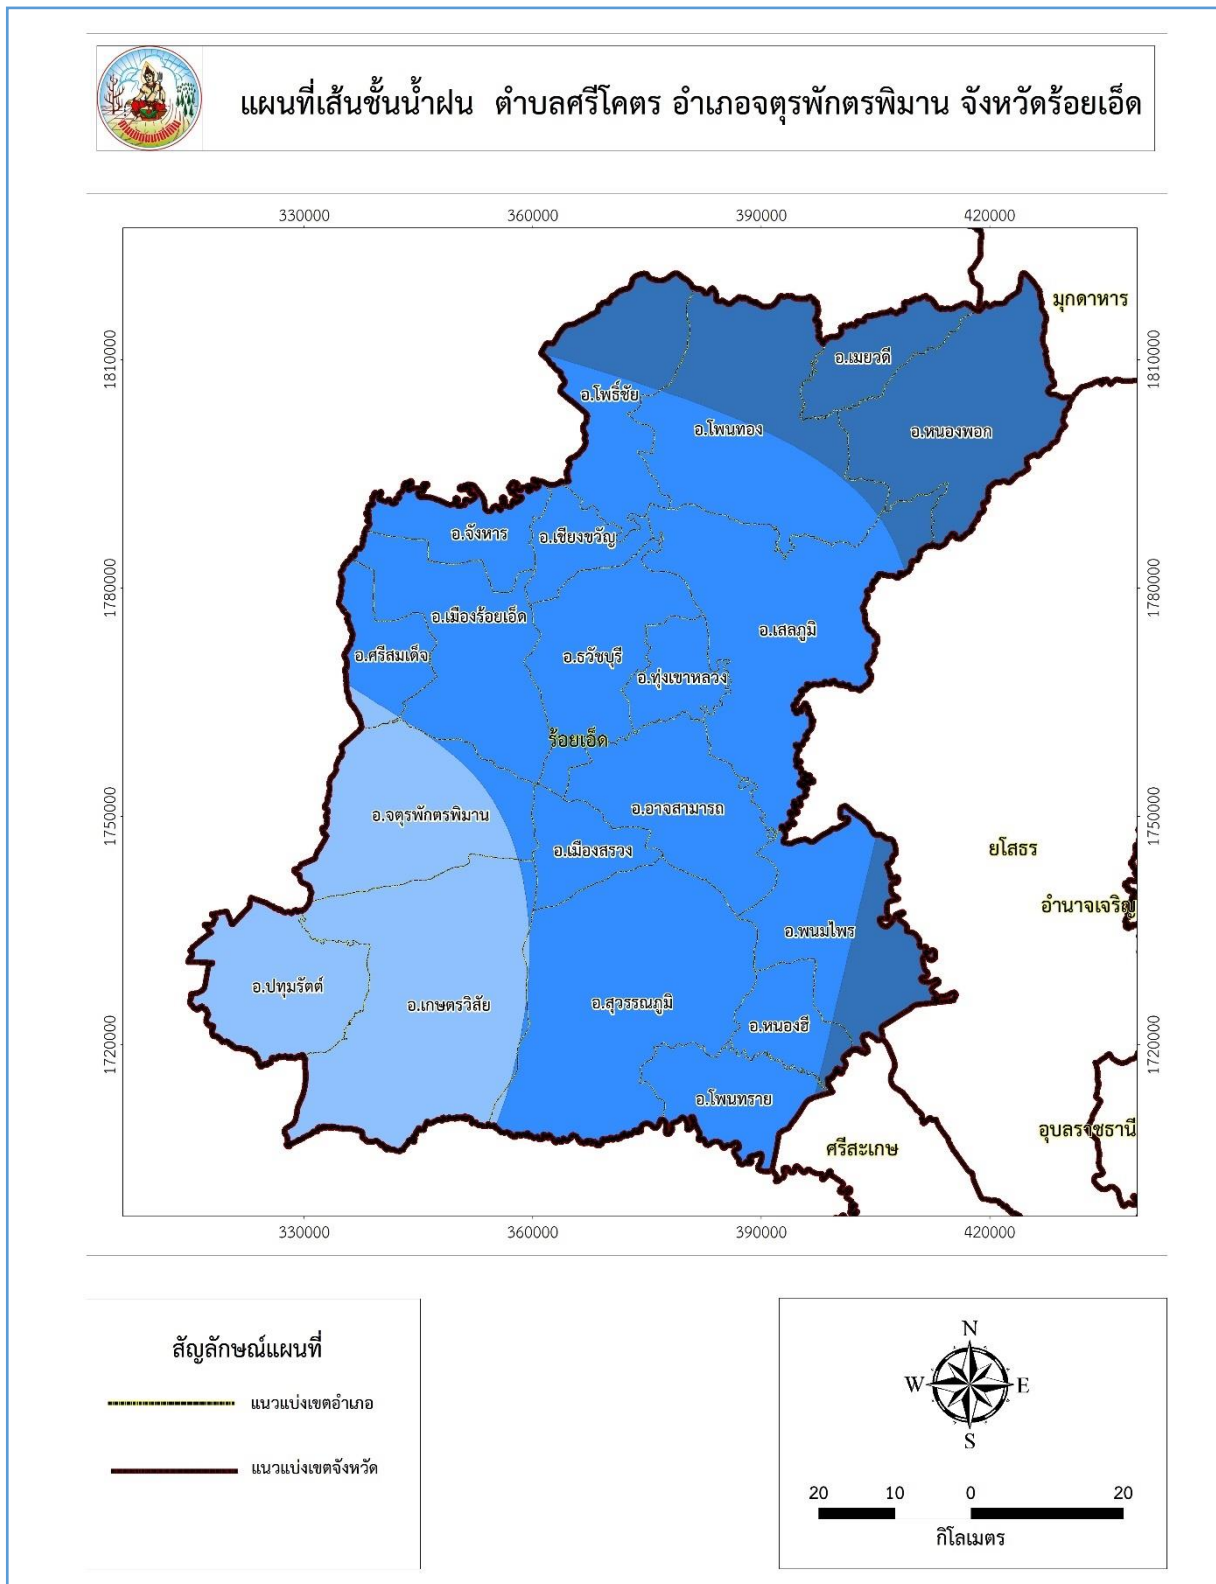 แผนที่เส้นชั้นน้ำฝน ตำบลศรีโคตร อำเภอจตุรพักตรพิมาน จังหวัดร้อยเอ็ด
330000 360000 390000 420000
มุกดาหาร
1810000 1810000
อ.เมยวดี
อ.โพธิ์ชัย
อ.โพนทอง
อ.หนองพอก
อ.จังหาร
อ.เชียงขวัญ
1780000 1780000
อ.เมืองร้อยเอ็ด
อ.เสลภูมิ
อ.ศรีสมเด็จ
อ.ธวัชบุรี
อ.ทุ่งเขาหลวง
ร้อยเอ็ด
อ.จตุรพักตรพิมาน
อ.อาจสามารถ
1750000 1750000
อ.เมืองสรวง
ยโสธร
อำนาจเจริญ
อ.พนมไพร
อ.ปทุมรัตต์
อ.เกษตรวิสัย
อ.สุวรรณภูมิ
อ.หนองฮี
1720000 1720000
อ.โพนทราย
อุบลราชธานี
ศรีสะเกษ
330000 360000 390000 420000
สัญลักษณ์แผนที่
แนวแบ่งเขตอำเภอ
แนวแบ่งเขตจังหวัด
N
W E
S
20 10 0 20
กิโลเมตร